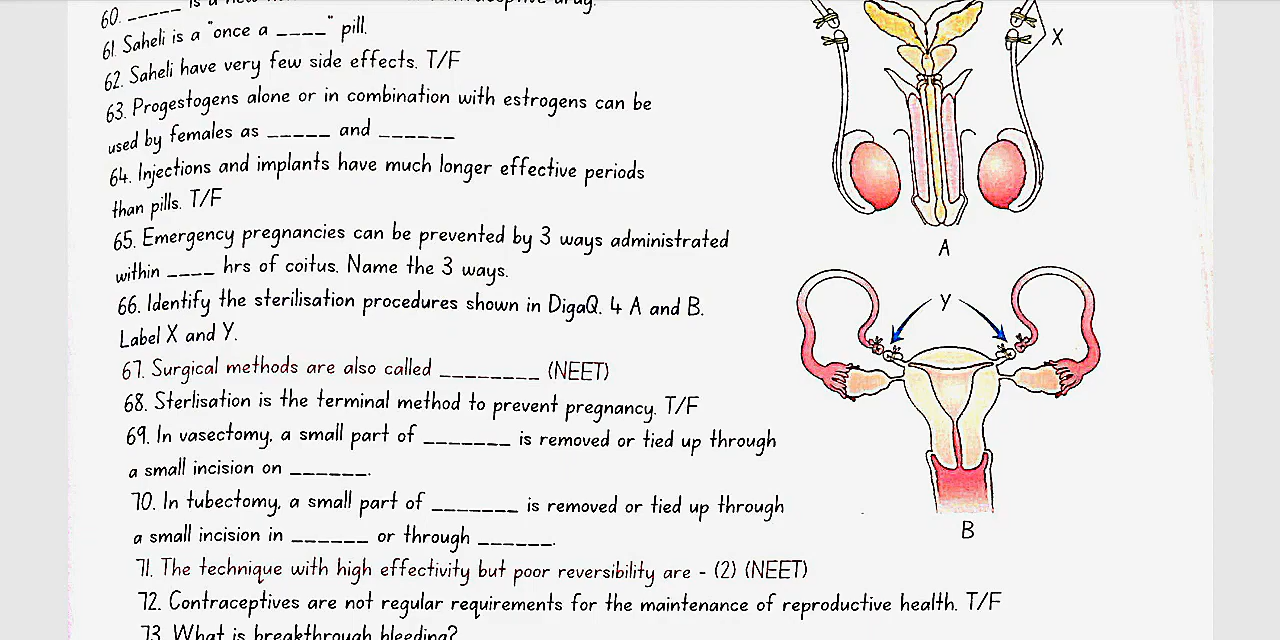 60. _____ is a new
61. Saheli is a "once a ____" pill.
62. Saheli have very few side effects. T/F
63. Progestogens alone or in combination with estrogens can be
used by females as _____ and ______
64. Injections and implants have much longer effective periods
than pills. T/F
65. Emergency pregnancies can be prevented by 3 ways administrated
within ____ hrs of coitus. Name the 3 ways.
66. Identify the sterilisation procedures shown in DigaQ. 4 A and B.
Label X and Y.
67. Surgical methods are also called ________ (NEET)
68. Sterlisation is the terminal method to prevent pregnancy. T/F
69. In vasectomy, a small part of _______ is removed or tied up through
a small incision on ______.
70. In tubectomy, a small part of _______ is removed or tied up through
a small incision in ______ or through ______.
71. The technique with high effectivity but poor reversibility are - (2) (NEET)
72. Contraceptives are not regular requirements for the maintenance of reproductive health. T/F
73. What is breakthrough bleeding?
X
A
Y
B